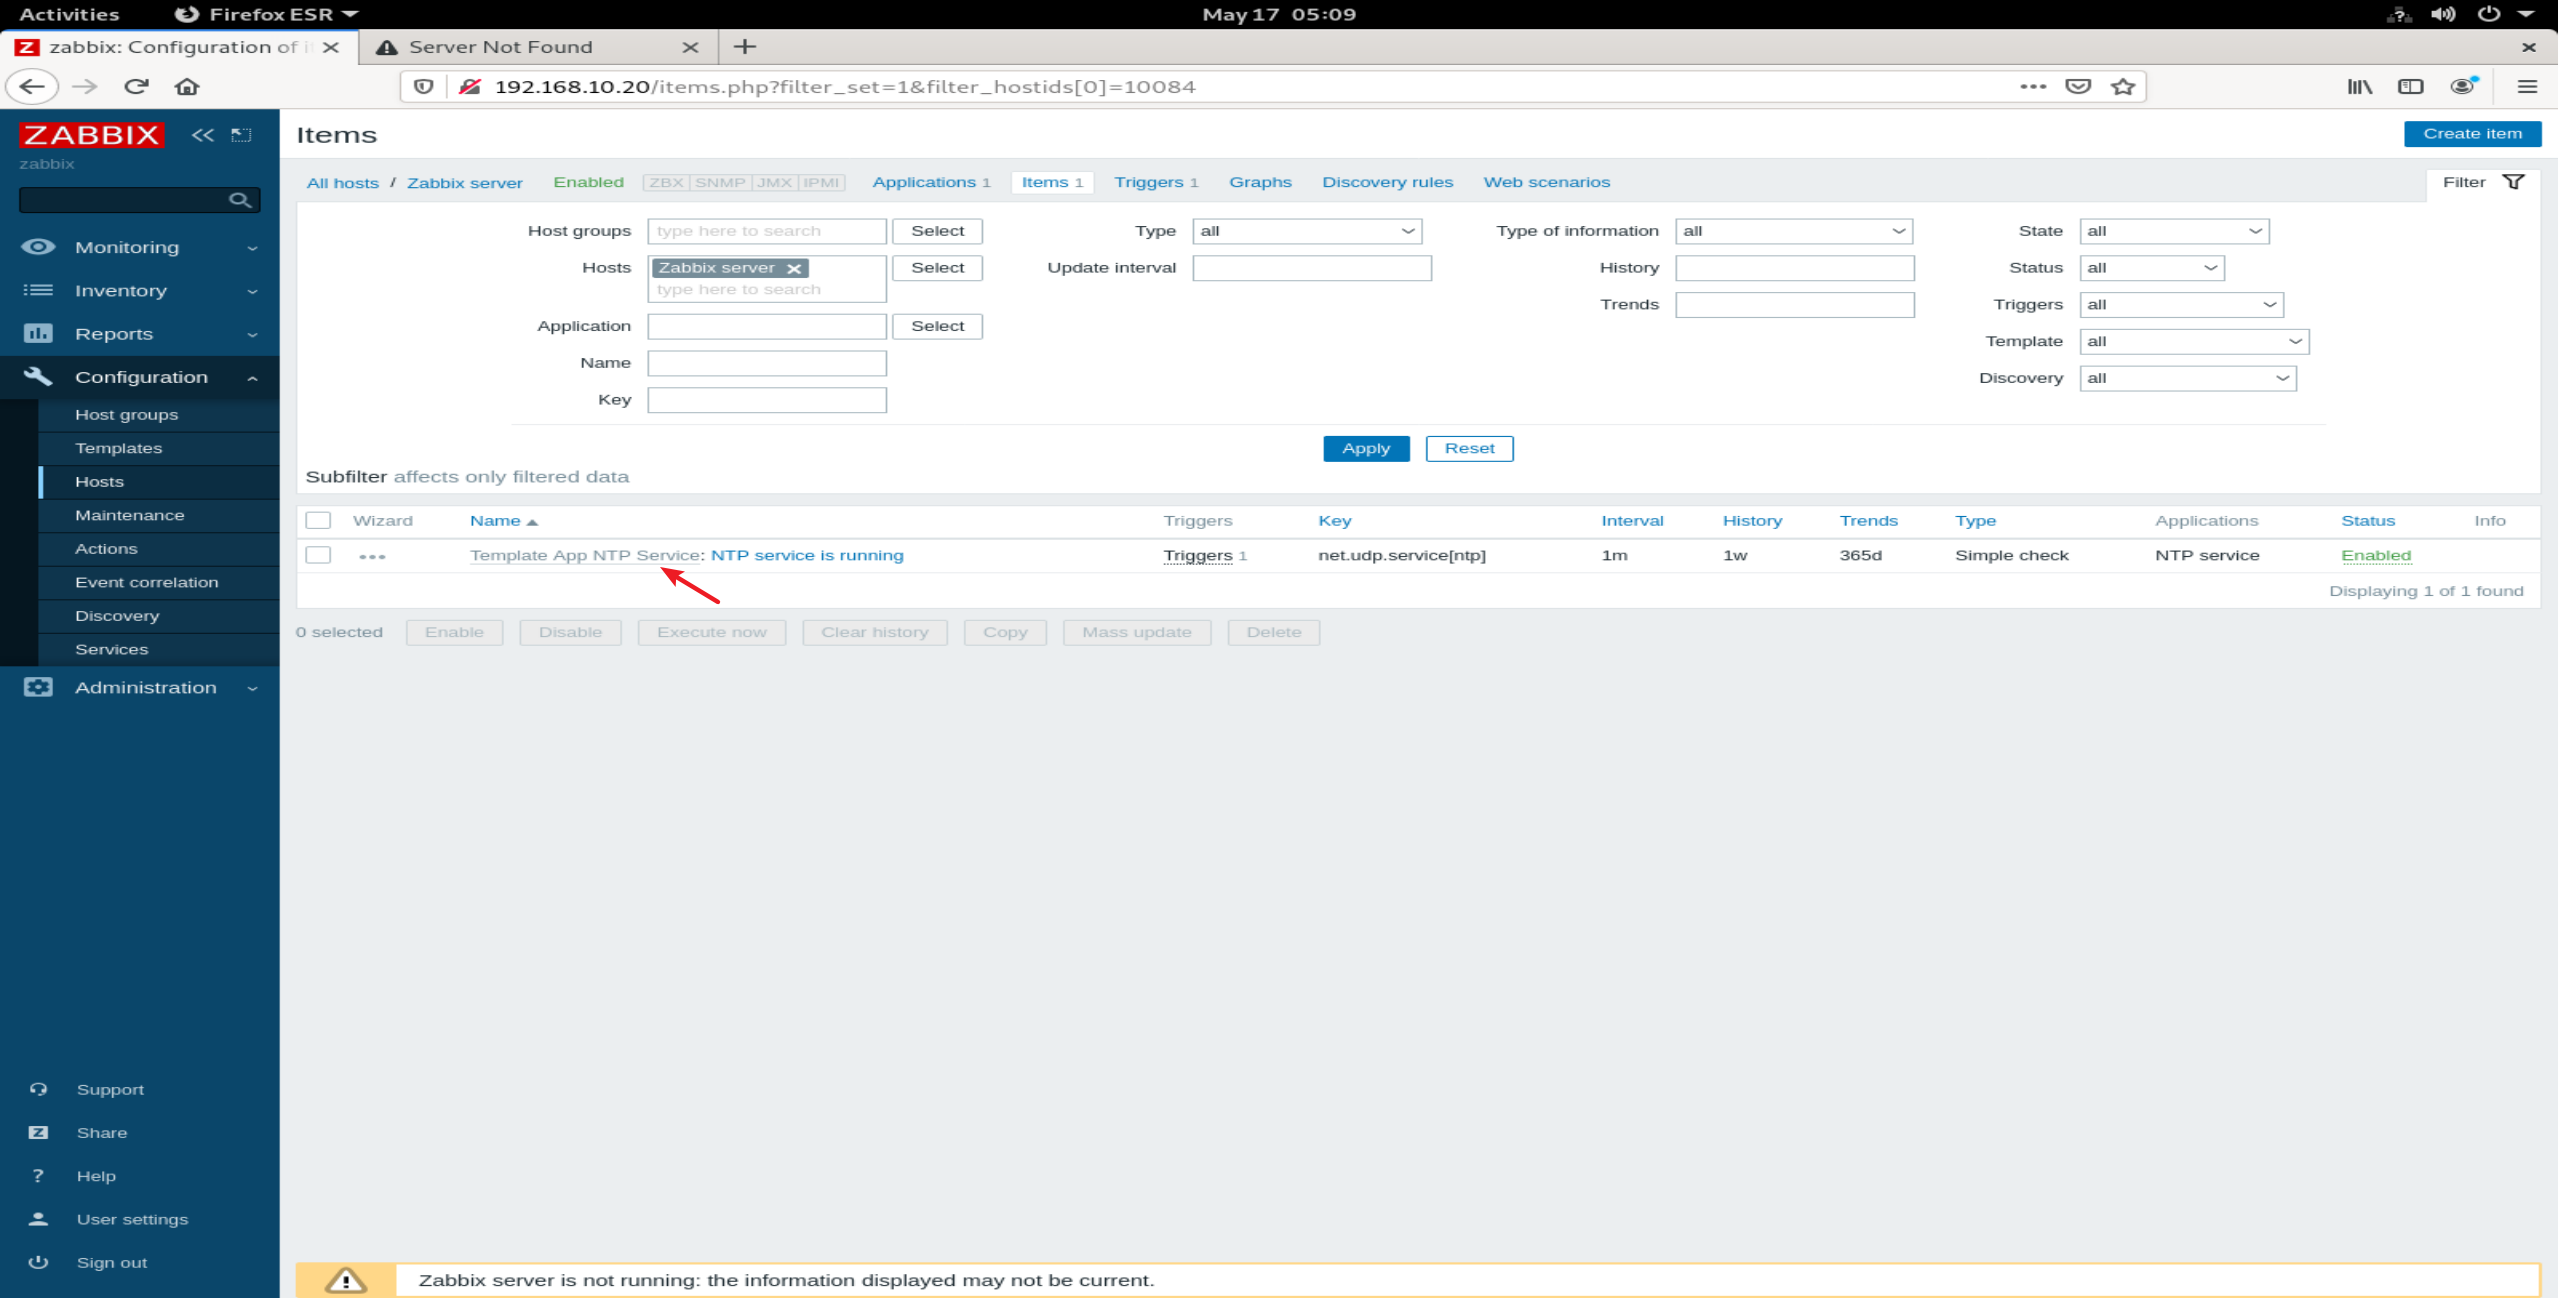 Activities Firefox ESR May 17 05:09
zabbix: Configuration of i Server Not Found
192.168.10.20/items.php?filter_set=1&filter_hostids[0]=10084
ZABBIX
zabbix
Monitoring
Inventory
Reports
Configuration
Host groups
Templates
Hosts
Maintenance
Actions
Event correlation
Discovery
Services
Administration
Support
Share
Help
User settings
Sign out
Items Create item
All hosts / Zabbix server Enabled ZBX SNMP JMX IPMI Applications 1 Items 1 Triggers 1 Graphs Discovery rules Web scenarios Filter
Host groups type here to search Select Type all Type of information all State all
Hosts Zabbix server type here to search Select Update interval History Status all
Trends Triggers all
Application Select
Template all
Name
Discovery all
Key
Apply Reset
Subfilter affects only filtered data
Wizard Name Triggers Key Interval History Trends Type Applications Status Info
Template App NTP Service: NTP service is running Triggers 1 net.udp.service[ntp] 1m 1w 365d Simple check NTP service Enabled
Displaying 1 of 1 found
0 selected Enable Disable Execute now Clear history Copy Mass update Delete
Zabbix server is not running: the information displayed may not be current.